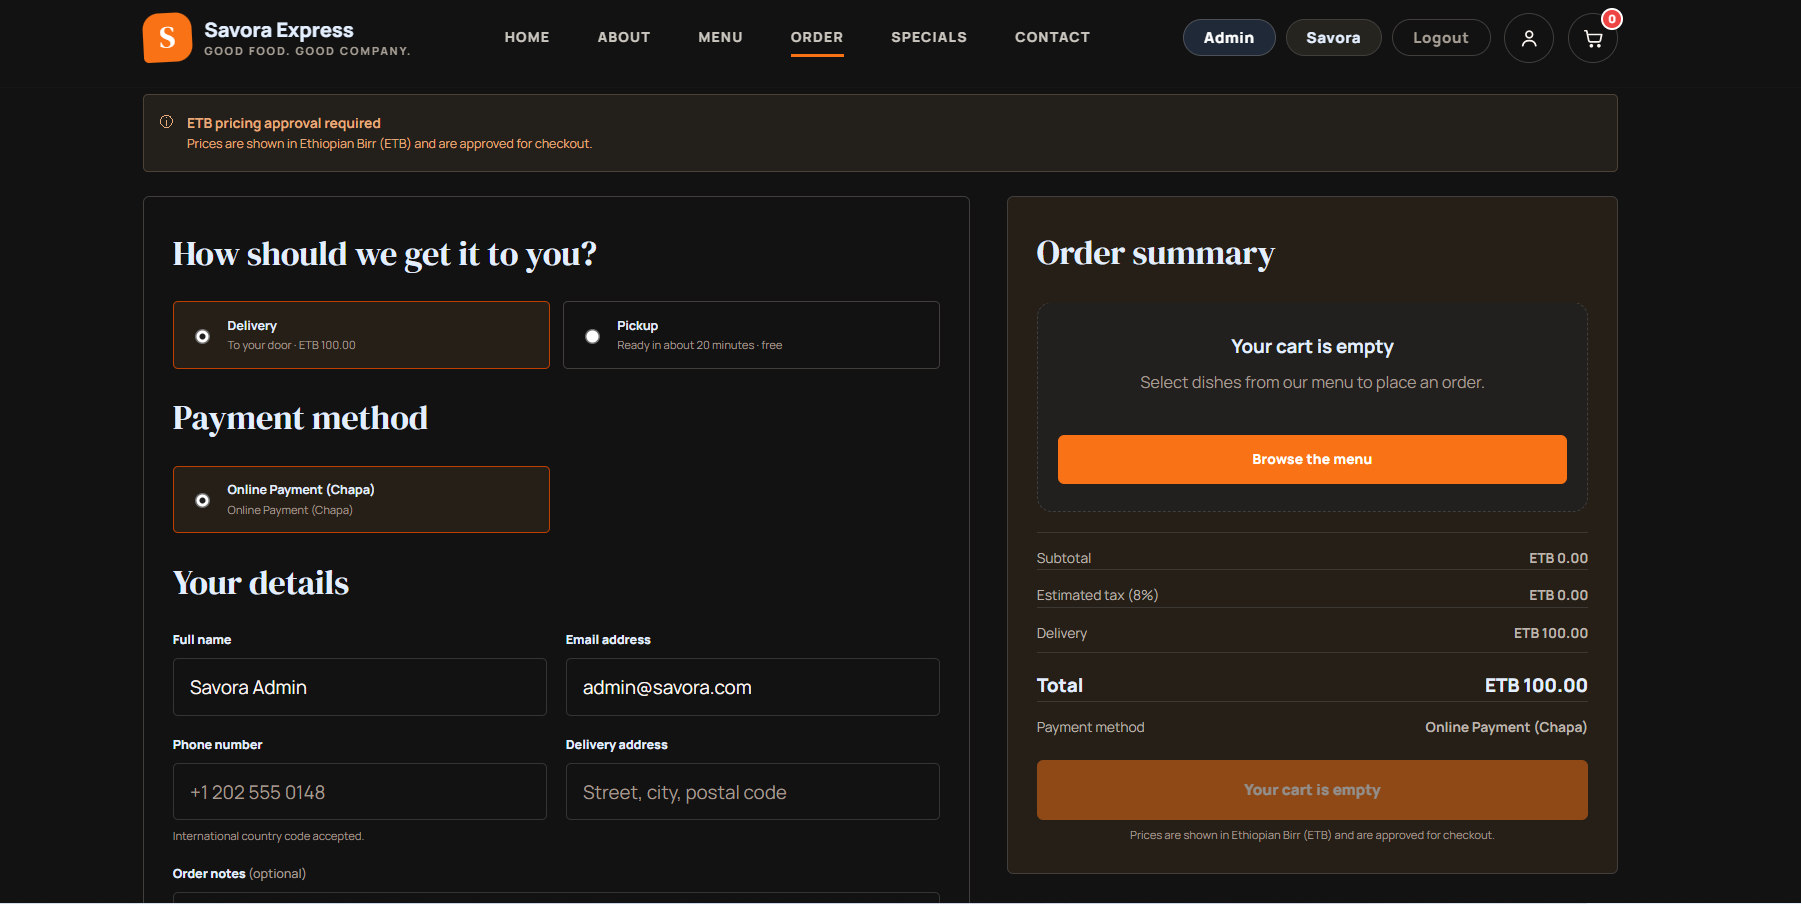 S
Savora Express
GOOD FOOD. GOOD COMPANY.
HOME
ABOUT
MENU
ORDER
SPECIALS
CONTACT
Admin
Savora
Logout
0
ETB pricing approval required
Prices are shown in Ethiopian Birr (ETB) and are approved for checkout.
How should we get it to you?
Delivery
To your door · ETB 100.00
Pickup
Ready in about 20 minutes · free
Payment method
Online Payment (Chapa)
Online Payment (Chapa)
Your details
Full name
Savora Admin
Email address
admin@savora.com
Phone number
+1 202 555 0148
International country code accepted.
Delivery address
Street, city, postal code
Order notes (optional)
Order summary
Your cart is empty
Select dishes from our menu to place an order.
Browse the menu
Subtotal ETB 0.00
Estimated tax (8%) ETB 0.00
Delivery ETB 100.00
Total ETB 100.00
Payment method Online Payment (Chapa)
Your cart is empty
Prices are shown in Ethiopian Birr (ETB) and are approved for checkout.